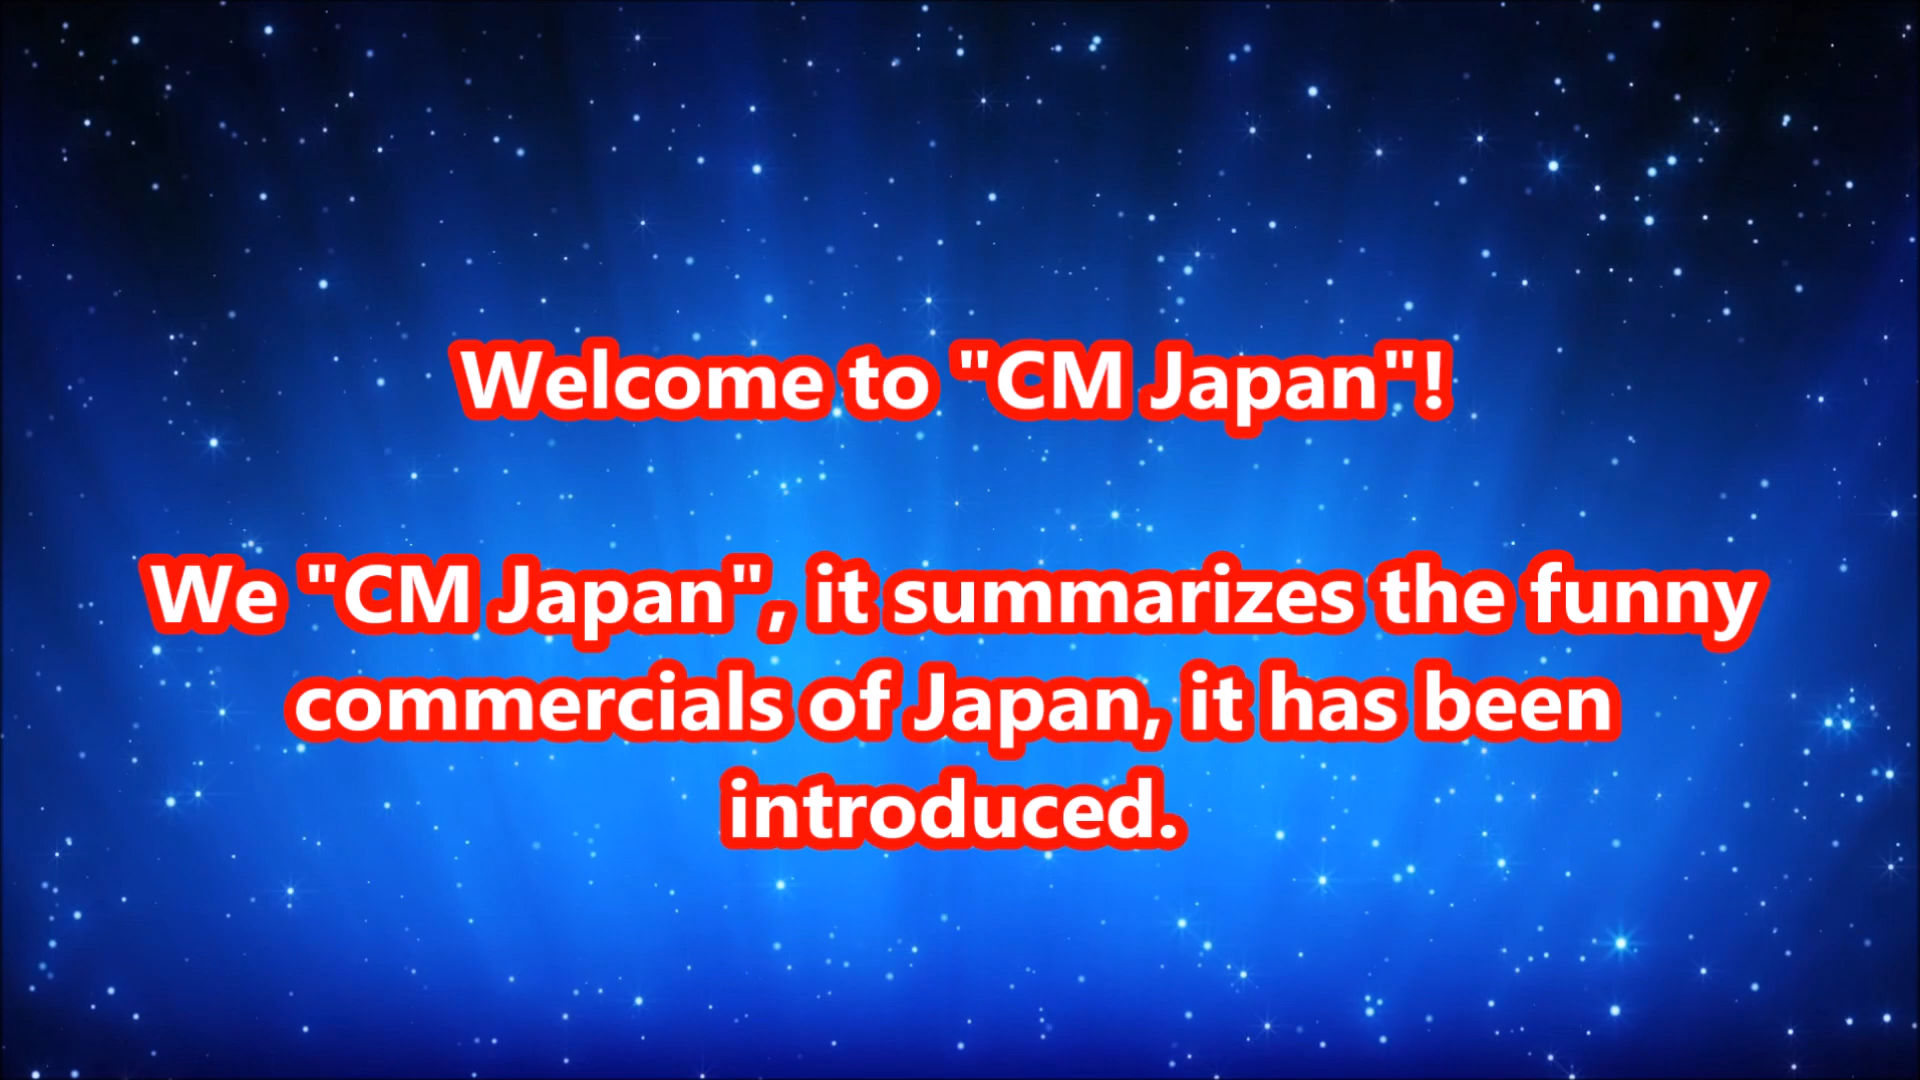 Welcome to "CM Japan"!
We "CM Japan", it summarizes the funny
commercials of Japan, it has been
introduced.